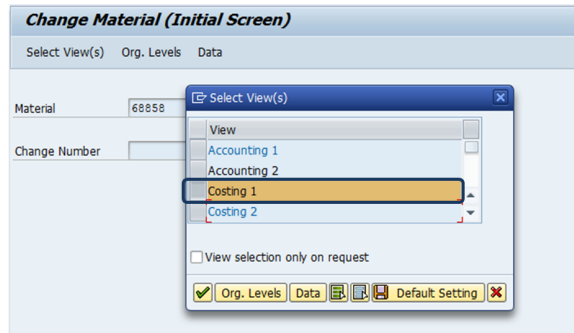 Change Material (Initial Screen)
Select View(s) Org. Levels Data
Select View(s)
Material 68858
View
Accounting 1
Change Number
Accounting 2
Costing 1
Costing 2
View selection only on request
Org. Levels Data Default Setting